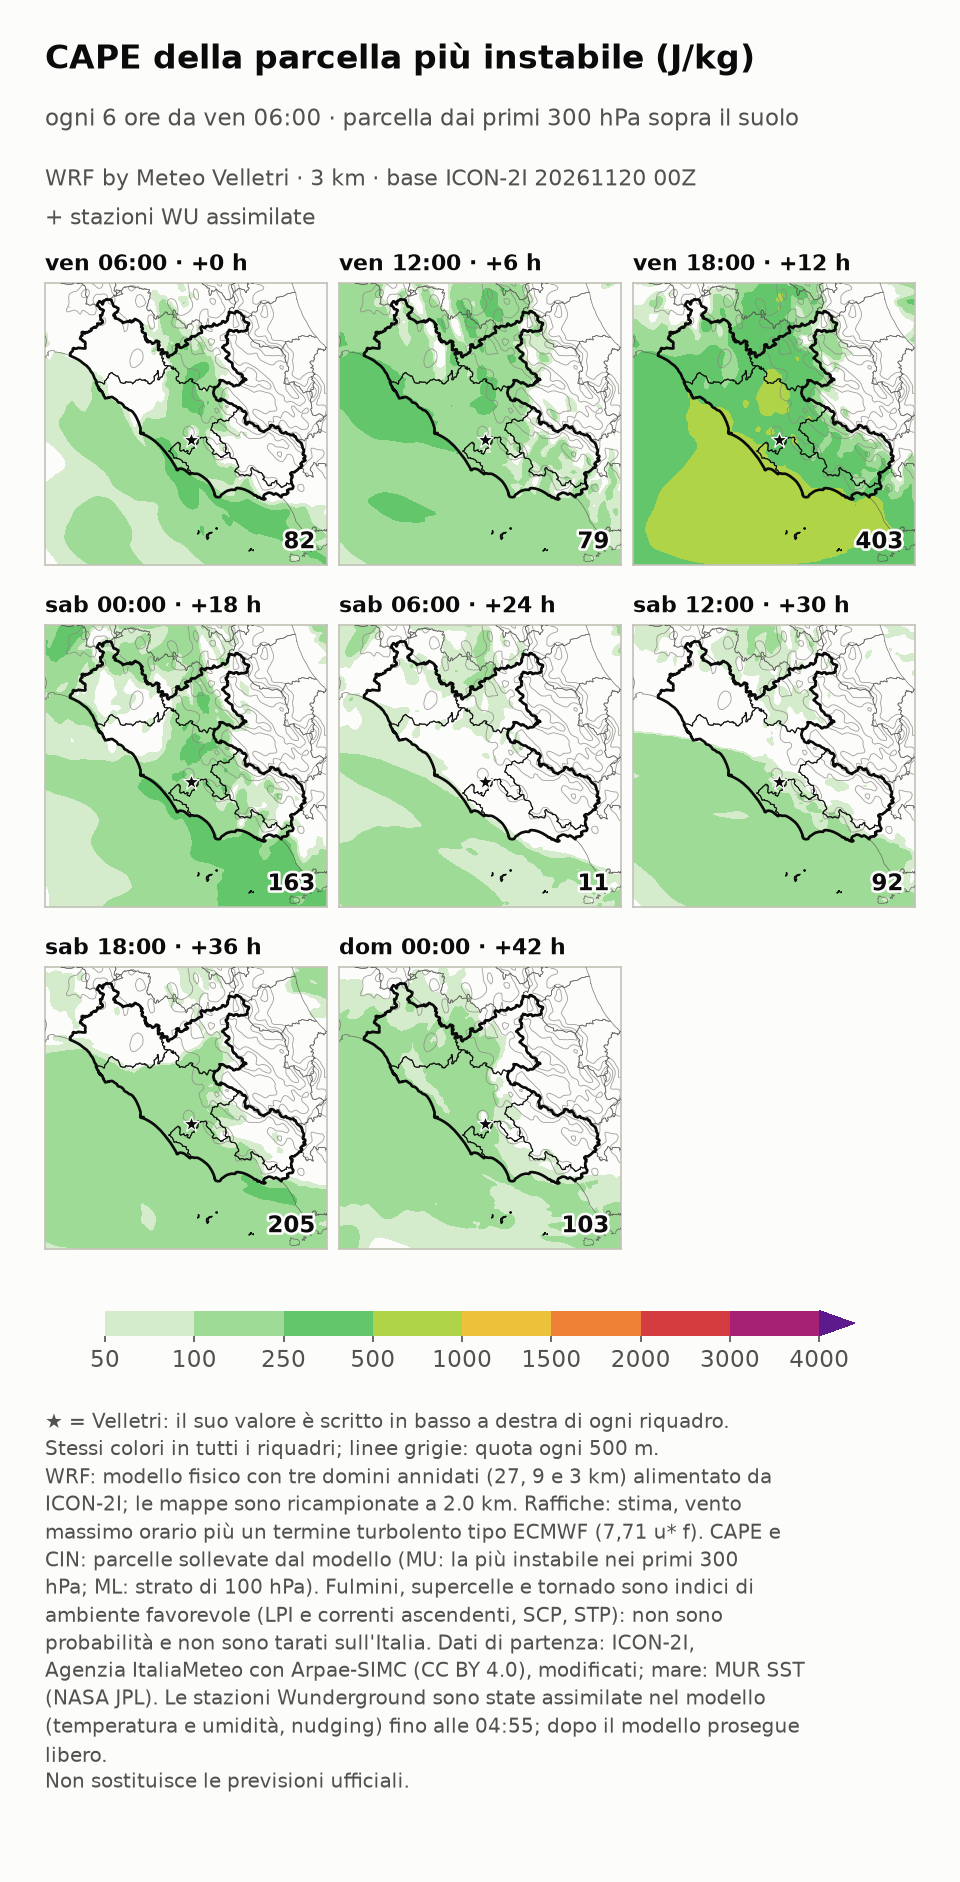 CAPE della parcella più instabile (J/kg)
ogni 6 ore da ven 06:00 · parcella dai primi 300 hPa sopra il suolo
WRF by Meteo Velletri · 3 km · base ICON-2I 20261120 00Z
+ stazioni WU assimilate
ven 06:00 · +0 h
82
ven 12:00 · +6 h
79
ven 18:00 · +12 h
403
sab 00:00 · +18 h
163
sab 06:00 · +24 h
11
sab 12:00 · +30 h
92
sab 18:00 · +36 h
205
dom 00:00 · +42 h
103
50 100 250 500 1000 1500 2000 3000 4000
★ = Velletri: il suo valore è scritto in basso a destra di ogni riquadro.
Stessi colori in tutti i riquadri; linee grigie: quota ogni 500 m.
WRF: modello fisico con tre domini annidati (27, 9 e 3 km) alimentato da
ICON-2I; le mappe sono ricampionate a 2.0 km. Raffiche: stima, vento
massimo orario più un termine turbolento tipo ECMWF (7,71 u* f). CAPE e
CIN: parcelle sollevate dal modello (MU: la più instabile nei primi 300
hPa; ML: strato di 100 hPa). Fulmini, supercelle e tornado sono indici di
ambiente favorevole (LPI e correnti ascendenti, SCP, STP): non sono
probabilità e non sono tarati sull'Italia. Dati di partenza: ICON-2I,
Agenzia ItaliaMeteo con Arpae-SIMC (CC BY 4.0), modificati; mare: MUR SST
(NASA JPL). Le stazioni Wunderground sono state assimilate nel modello
(temperatura e umidità, nudging) fino alle 04:55; dopo il modello prosegue
libero.
Non sostituisce le previsioni ufficiali.